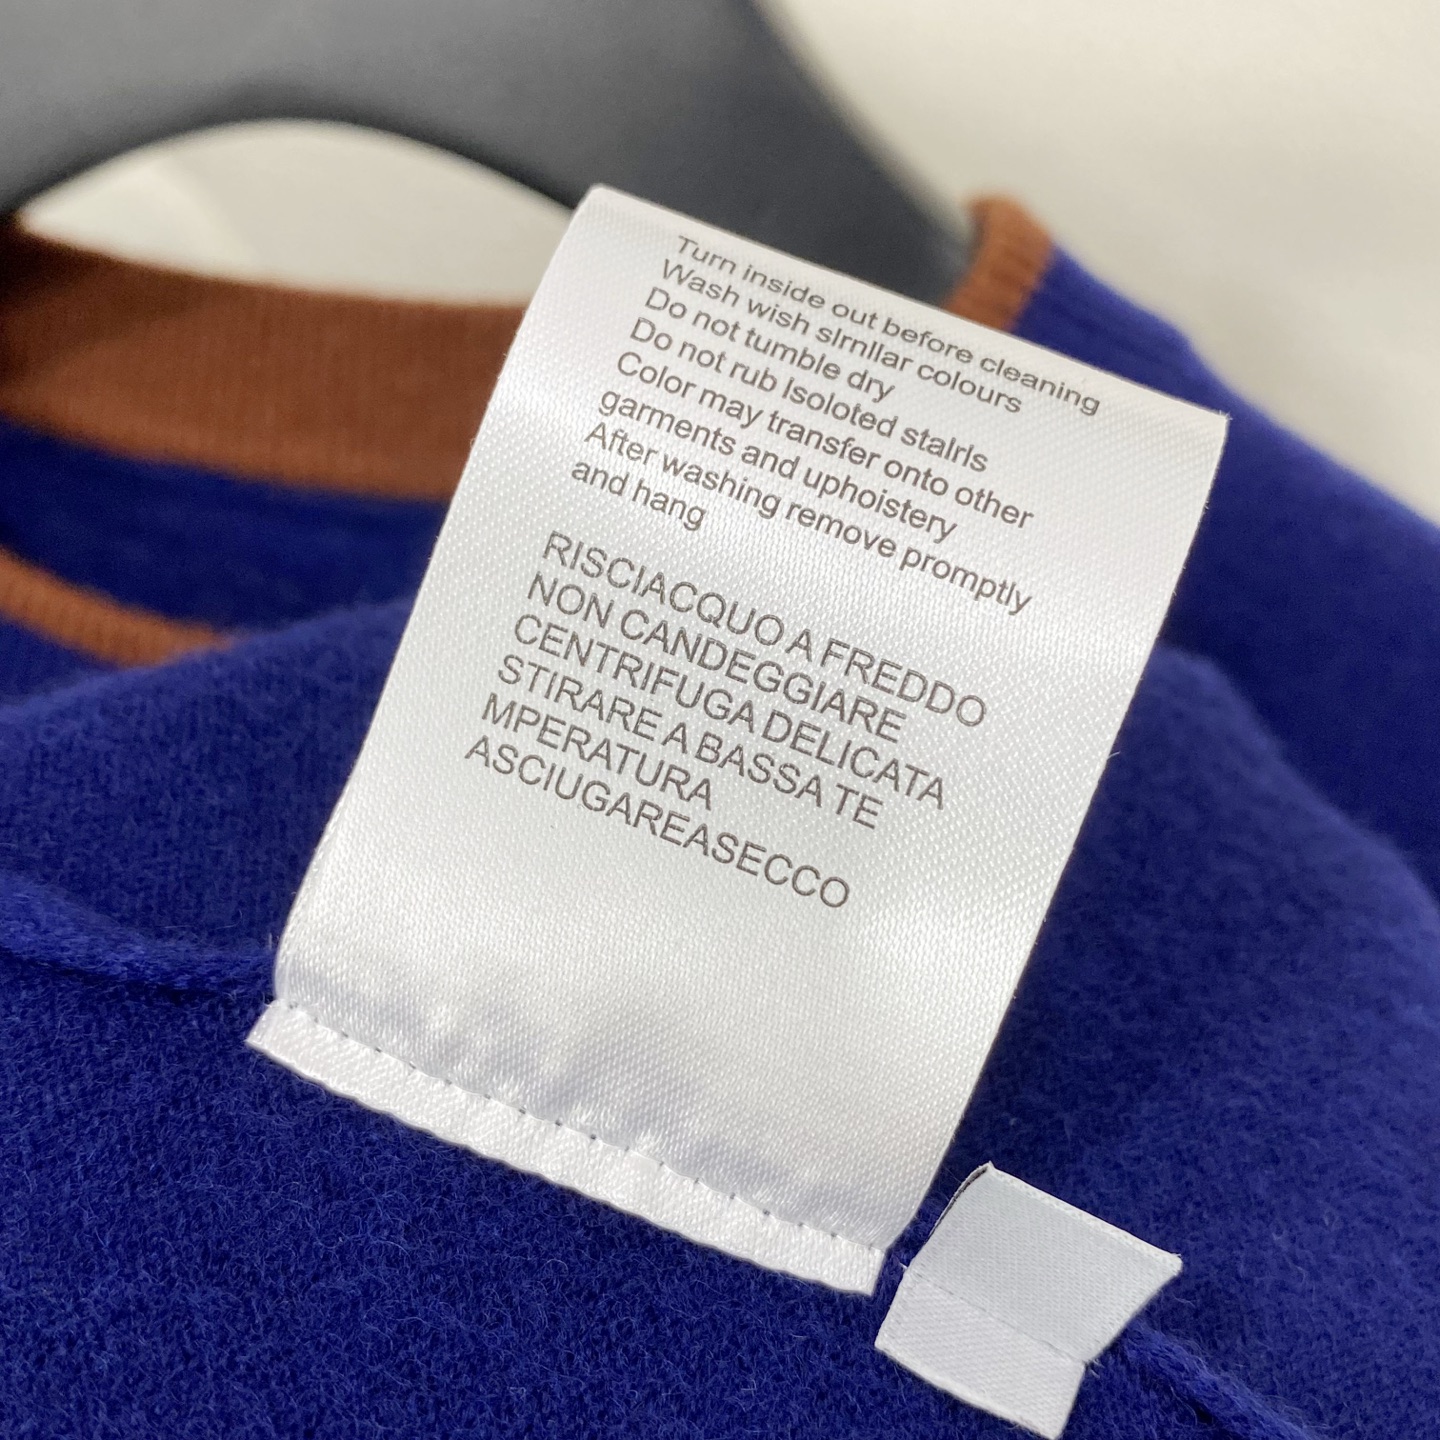 Turn inside out before cleaning
Wash wish slrnllar colours
Do not tumble dry
Do not rub lsoloted stalrls
Color may transfer onto other
garments and uphoistery
After washing remove promptly
and hang
RISCIACQUO A FREDDO
NON CANDEGGIARE
CENTRIFUGA DELICATA
STIRARE A BASSA TE
MPERATURA
ASCIUGAREASECCO